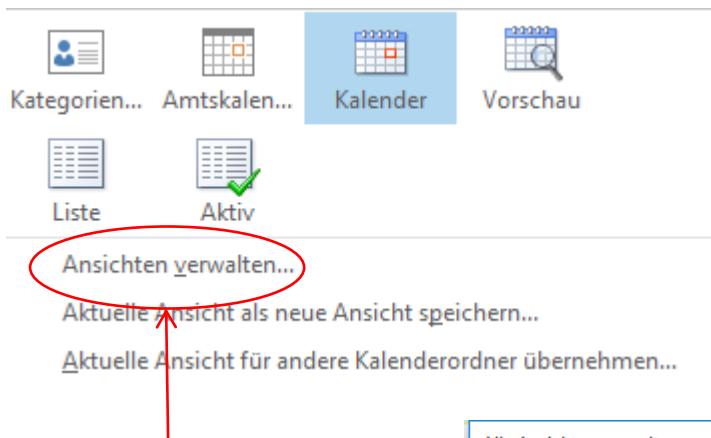 Kategorien... Amtskalen... Kalender Vorschau
Liste Aktiv
Ansichten verwalten...
Aktuelle Ansicht als neue Ansicht speichern...
Aktuelle Ansicht für andere Kalenderordner übernehmen...